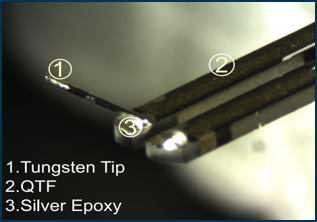 ①
②
③
1.Tungsten Tip
2.QTF
3.Silver Epoxy